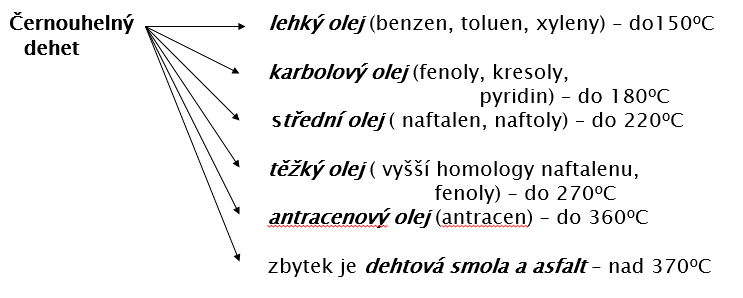 Černouhelný
dehet
lehký olej (benzen, toluen, xyleny) – do150ºC
karbolový olej (fenoly, kresoly,
pyridin) – do 180ºC
střední olej ( naftalen, naftoly) – do 220ºC
těžký olej ( vyšší homology naftalenu,
fenoly) – do 270ºC
antracenový olej (antracen) – do 360ºC
zbytek je dehtová smola a asfalt – nad 370ºC